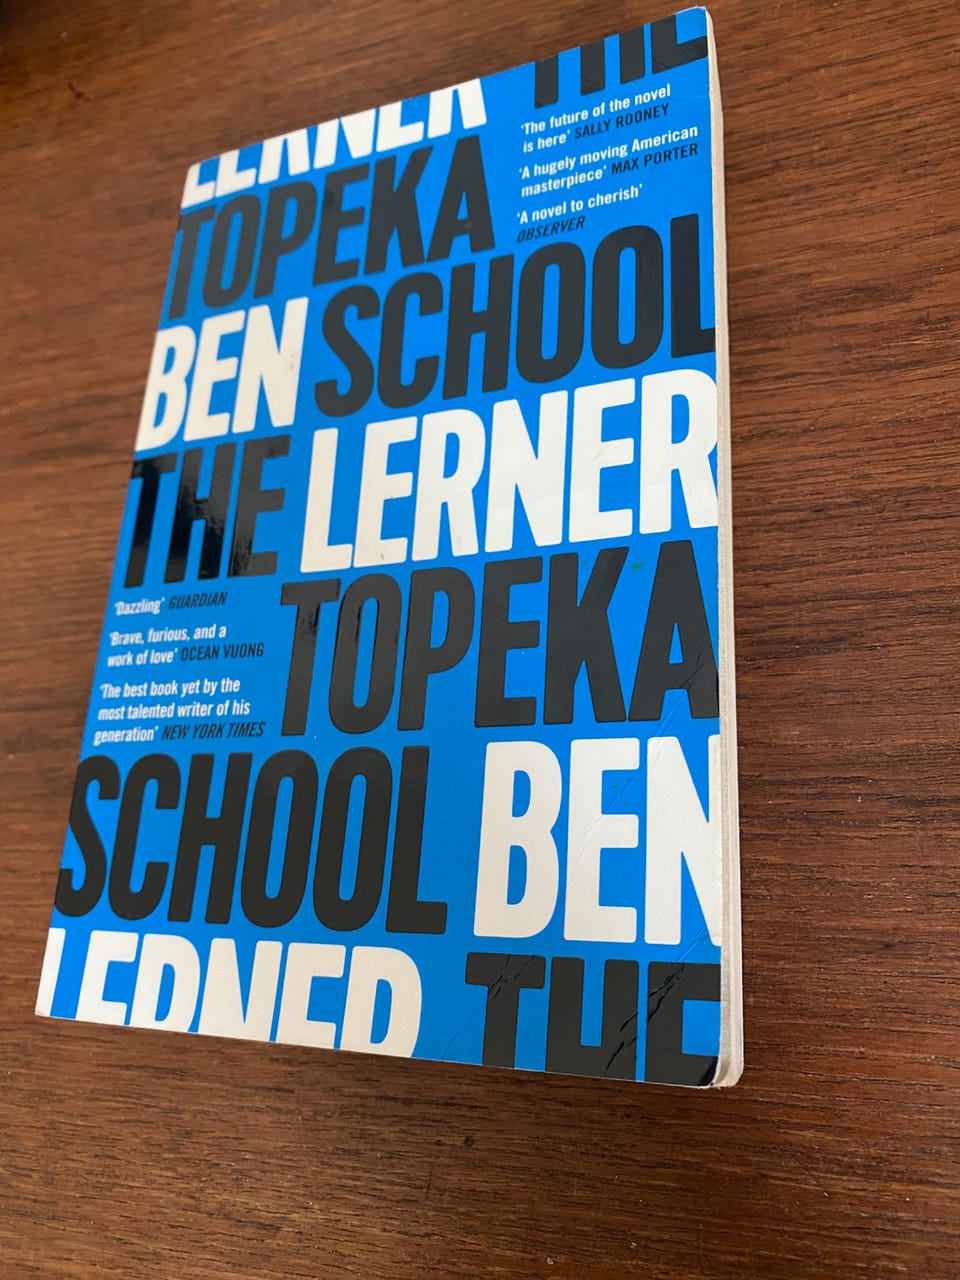 LERNER THE
'The future of the novel
is here' SALLY ROONEY
'A hugely moving American
masterpiece' MAX PORTER
'A novel to cherish'
OBSERVER
TOPEKA
BEN SCHOOL
THE LERNER
'Dazzling' GUARDIAN
'Brave, furious, and a
work of love' OCEAN VUONG
'The best book yet by the
most talented writer of his
generation' NEW YORK TIMES
TOPEKA
SCHOOL BEN
LERNER THE